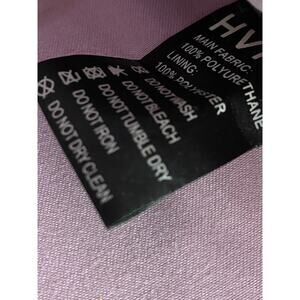 HV
MAIN FABRIC:
100% POLYURETHANE
LINING:
100% POLYESTER
DO NOT WASH
DO NOT BLEACH
DO NOT TUMBLE DRY
DO NOT IRON
DO NOT DRY CLEAN